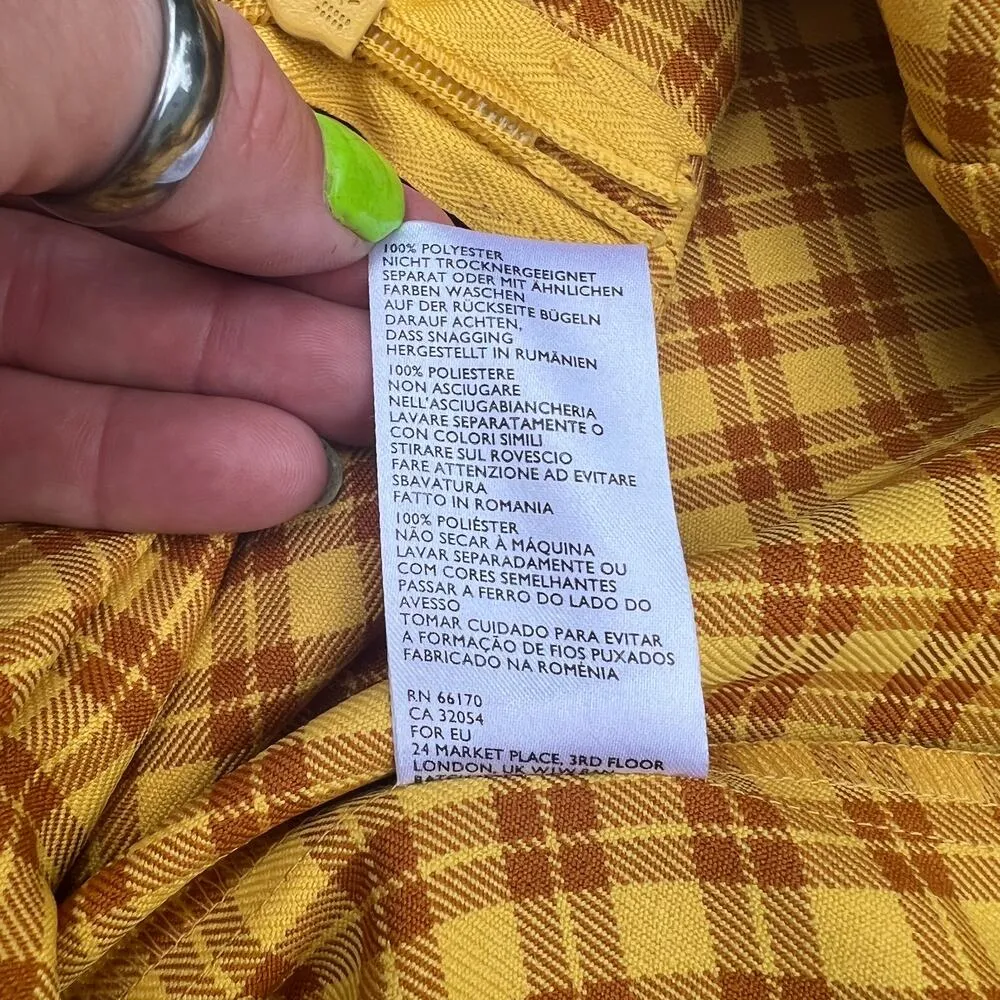 100% POLYESTER
NICHT TROCKNERGEEIGNET
SEPARAT ODER MIT ÄHNLICHEN
FARBEN WASCHEN
AUF DER RÜCKSEITE BÜGELN
DARAUF ACHTEN,
DASS SNAGGING
HERGESTELLT IN RUMÄNIEN
100% POLIESTERE
NON ASCIUGARE
NELL'ASCIUGABIANCHERIA
LAVARE SEPARATAMENTE O
CON COLORI SIMILI
STIRARE SUL ROVESCIO
FARE ATTENZIONE AD EVITARE
SBAVATURA
FATTO IN ROMANIA
100% POLIÉSTER
NÃO SECAR À MÁQUINA
LAVAR SEPARADAMENTE OU
COM CORES SEMELHANTES
PASSAR A FERRO DO LADO DO
AVESSO
TOMAR CUIDADO PARA EVITAR
A FORMAÇÃO DE FIOS PUXADOS
FABRICADO NA ROMÉNIA
RN 66170
CA 32054
FOR EU
24 MARKET PLACE, 3RD FLOOR
LONDON, UK